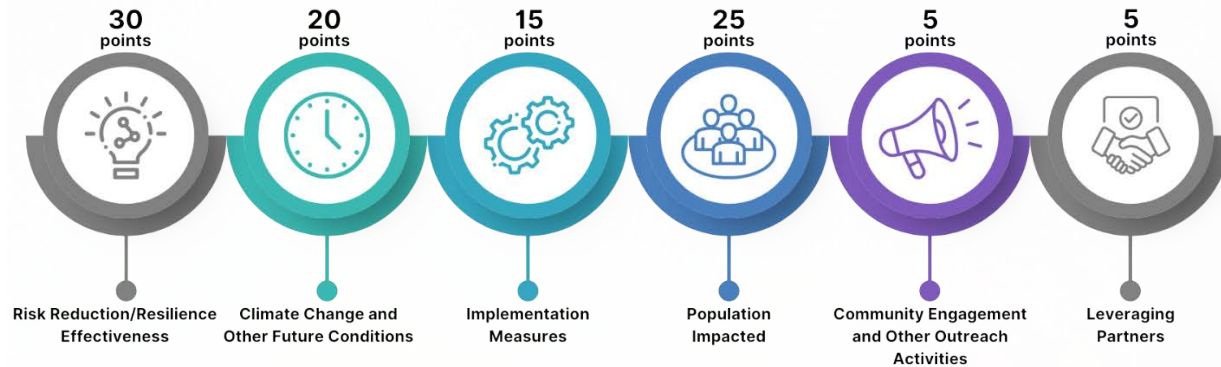 30
points
20
points
15
points
25
points
5
points
5
points
Risk Reduction/Resilience
Effectiveness
Climate Change and
Other Future Conditions
Implementation
Measures
Population
Impacted
Community Engagement
and Other Outreach
Activities
Leveraging
Partners